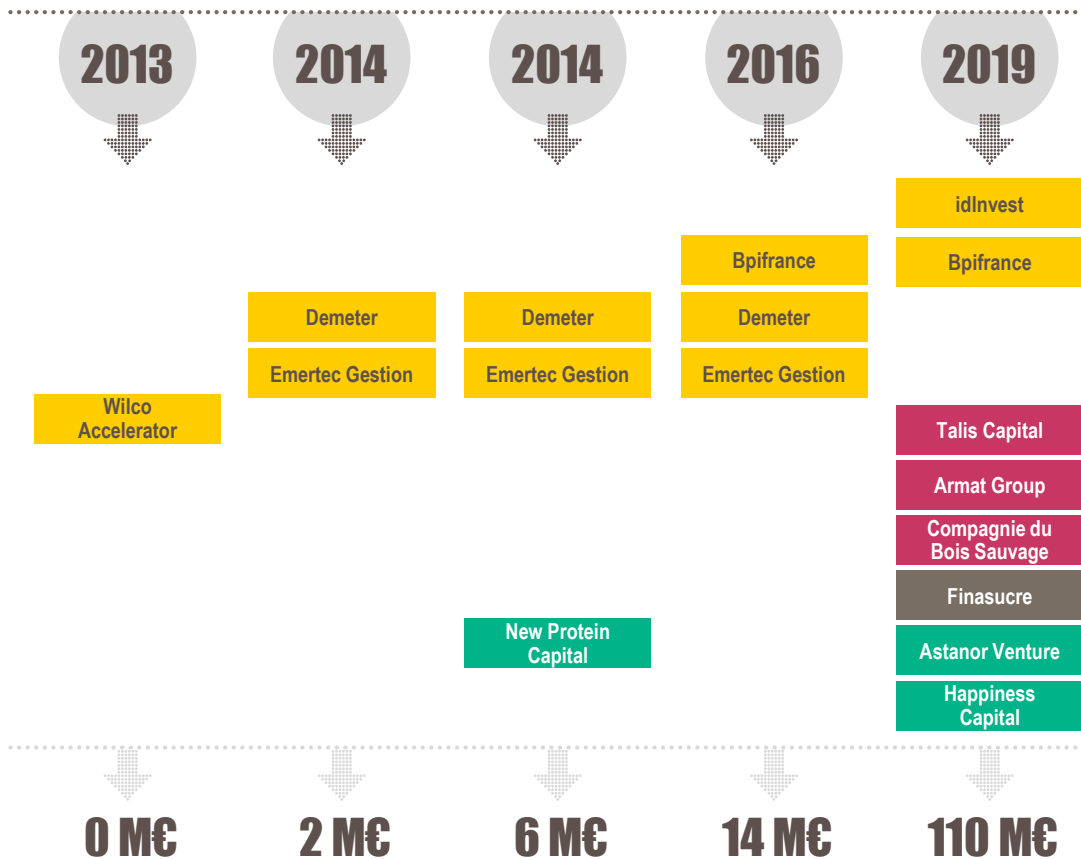 2013
2014
2014
2016
2019
idInvest
Bpifrance
Bpifrance
Demeter
Demeter
Demeter
Emertec Gestion
Emertec Gestion
Emertec Gestion
Wilco
Accelerator
Talis Capital
Armat Group
Compagnie du
Bois Sauvage
Finasucre
New Protein
Capital
Astanor Venture
Happiness
Capital
0 M€
2 M€
6 M€
14 M€
110 M€